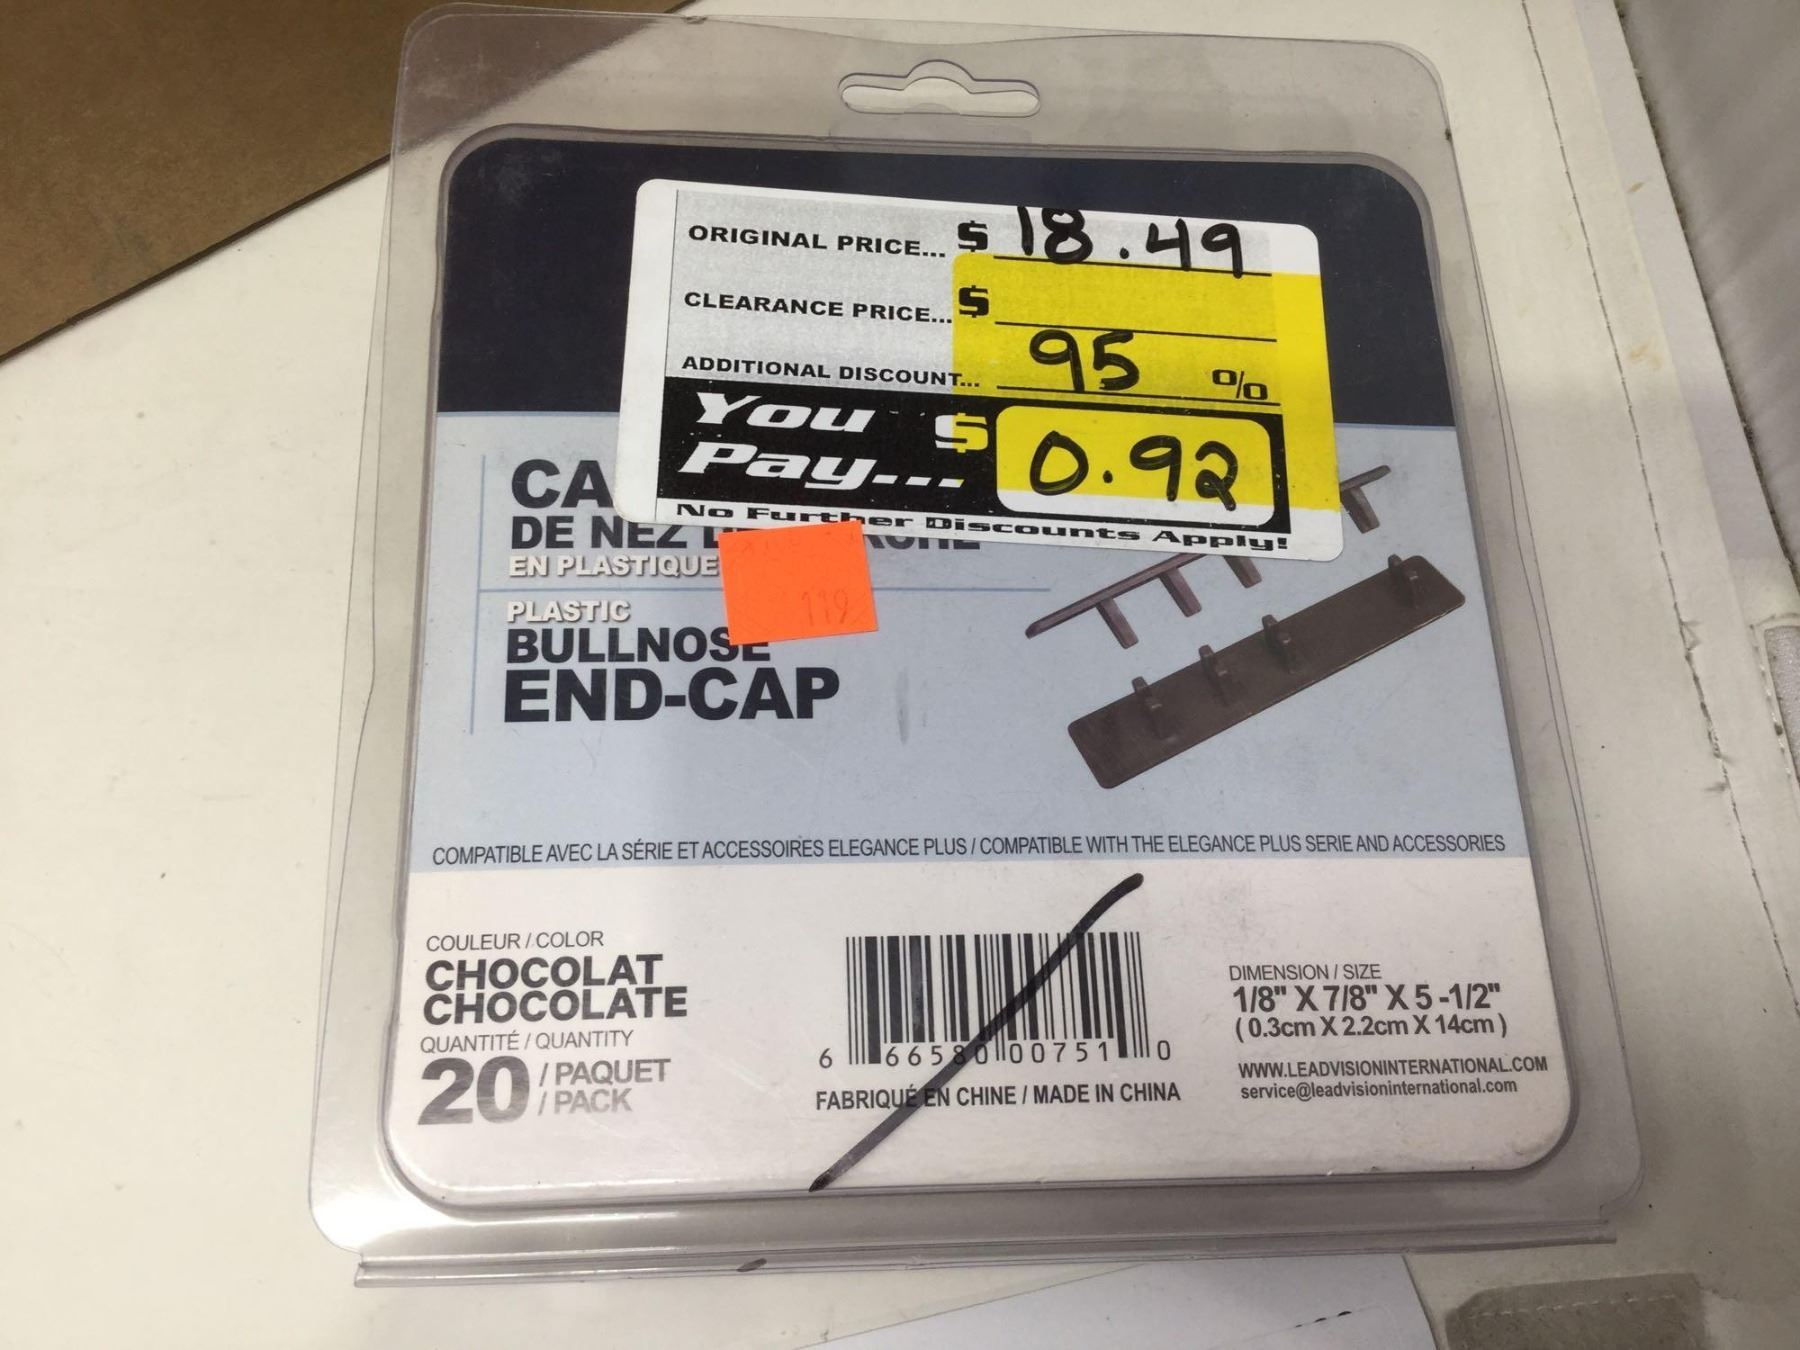 ORIGINAL PRICE... $ 18.49
CLEARANCE PRICE... $
ADDITIONAL DISCOUNT... 95 %
You Pay... $ 0.92
No Further Discounts Apply!
DE NEZ
EN PLASTIQUE
PLASTIC
BULLNOSE
END-CAP
COMPATIBLE AVEC LA SÉRIE ET ACCESSOIRES ELEGANCE PLUS / COMPATIBLE WITH THE ELEGANCE PLUS SERIE AND ACCESSORIES
COULEUR / COLOR
CHOCOLAT
CHOCOLATE
QUANTITÉ / QUANTITY
20 / PAQUET
/ PACK
6 66580 00751 0
FABRIQUÉ EN CHINE / MADE IN CHINA
DIMENSION / SIZE
1/8" X 7/8" X 5 -1/2"
( 0.3cm X 2.2cm X 14cm )
WWW.LEADVISIONINTERNATIONAL.COM
service@leadvisioninternational.com